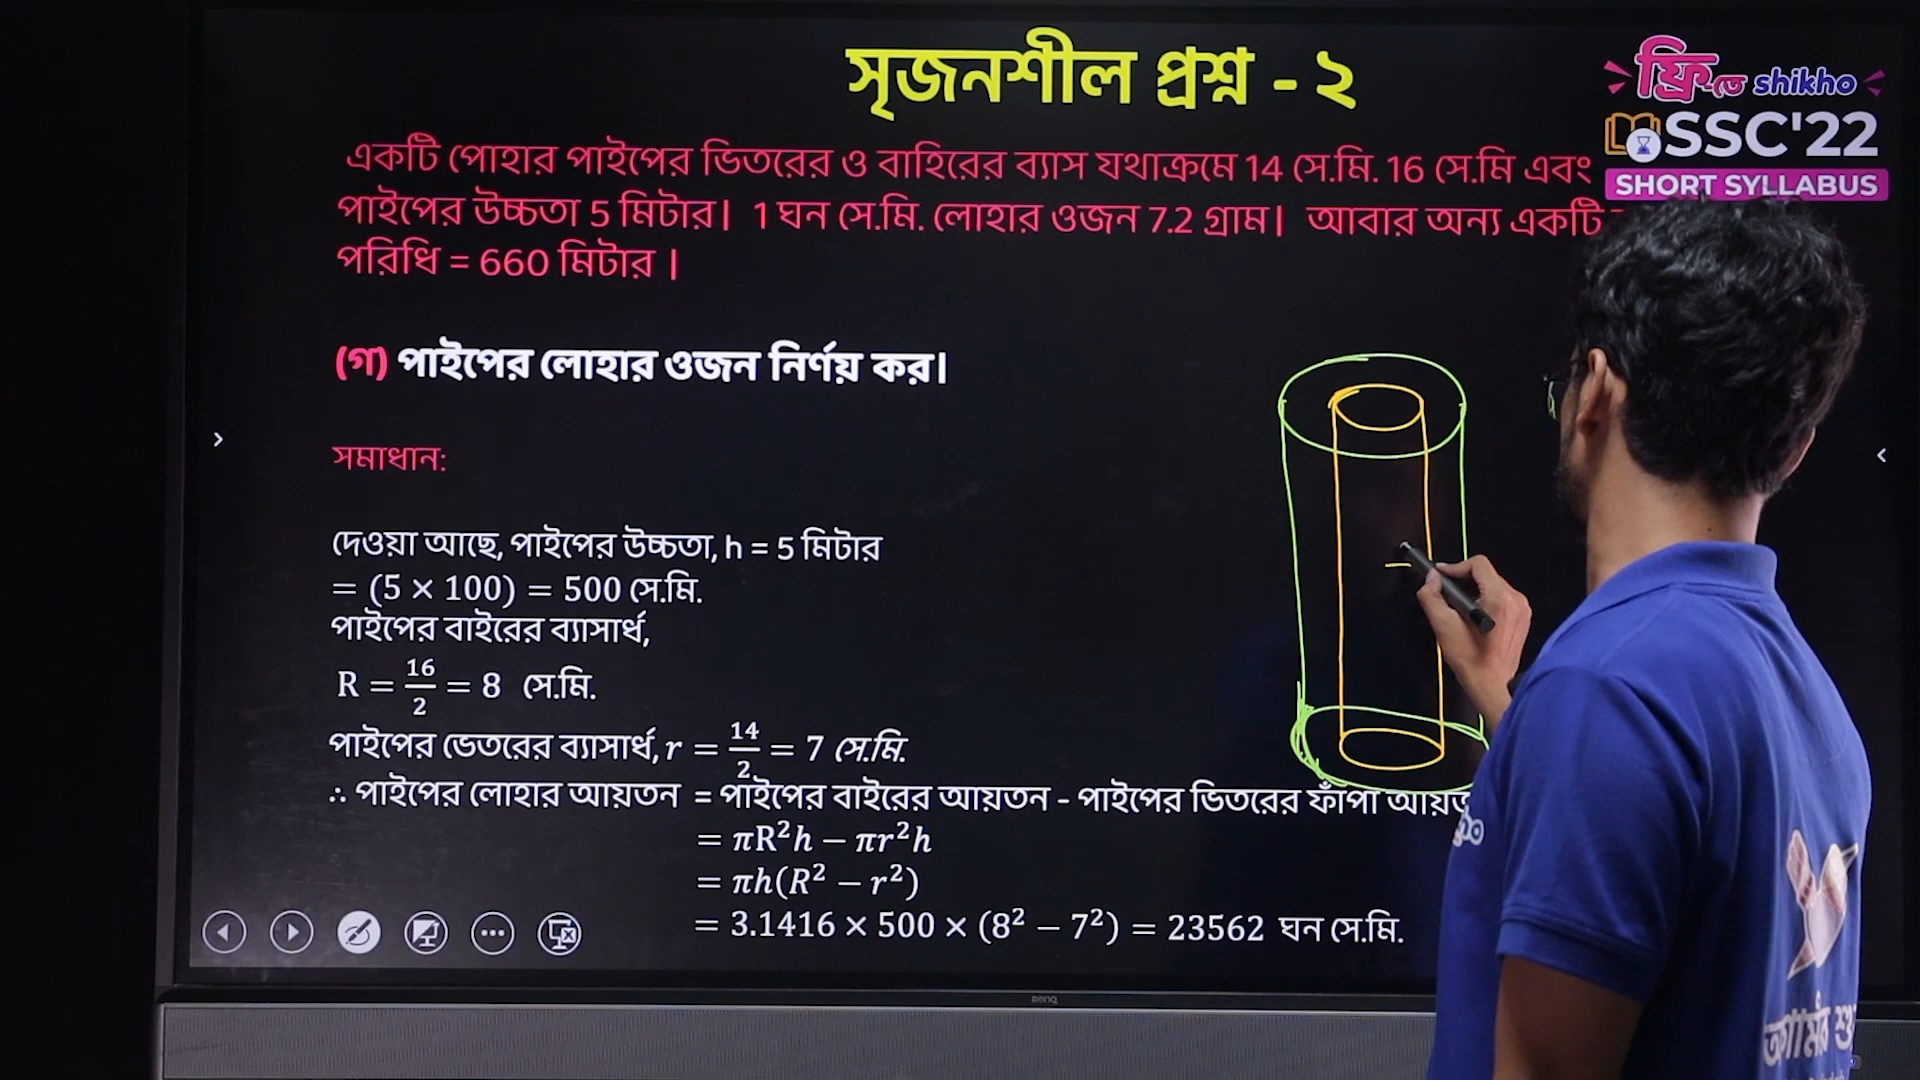 সৃজনশীল প্রশ্ন - ২
ফ্রি-তে shikho
SSC'22
SHORT SYLLABUS
একটি পোহার পাইপের ভিতরের ও বাহিরের ব্যাস যথাক্রমে 14 সে.মি. 16 সে.মি এবং
পাইপের উচ্চতা 5 মিটার। 1 ঘন সে.মি. লোহার ওজন 7.2 গ্রাম। আবার অন্য একটি
পরিধি = 660 মিটার ।
(গ) পাইপের লোহার ওজন নির্ণয় কর।
সমাধান:
দেওয়া আছে, পাইপের উচ্চতা, h = 5 মিটার
= (5 × 100) = 500 সে.মি.
পাইপের বাইরের ব্যাসার্ধ,
R = 16/2 = 8 সে.মি.
পাইপের ভেতরের ব্যাসার্ধ, r = 14/2 = 7 সে.মি.
∴ পাইপের লোহার আয়তন = পাইপের বাইরের আয়তন - পাইপের ভিতরের ফাঁপা
= πR²h − πr²h
= πh(R² − r²)
= 3.1416 × 500 × (8² − 7²) = 23562 ঘন সে.মি.
BenQ